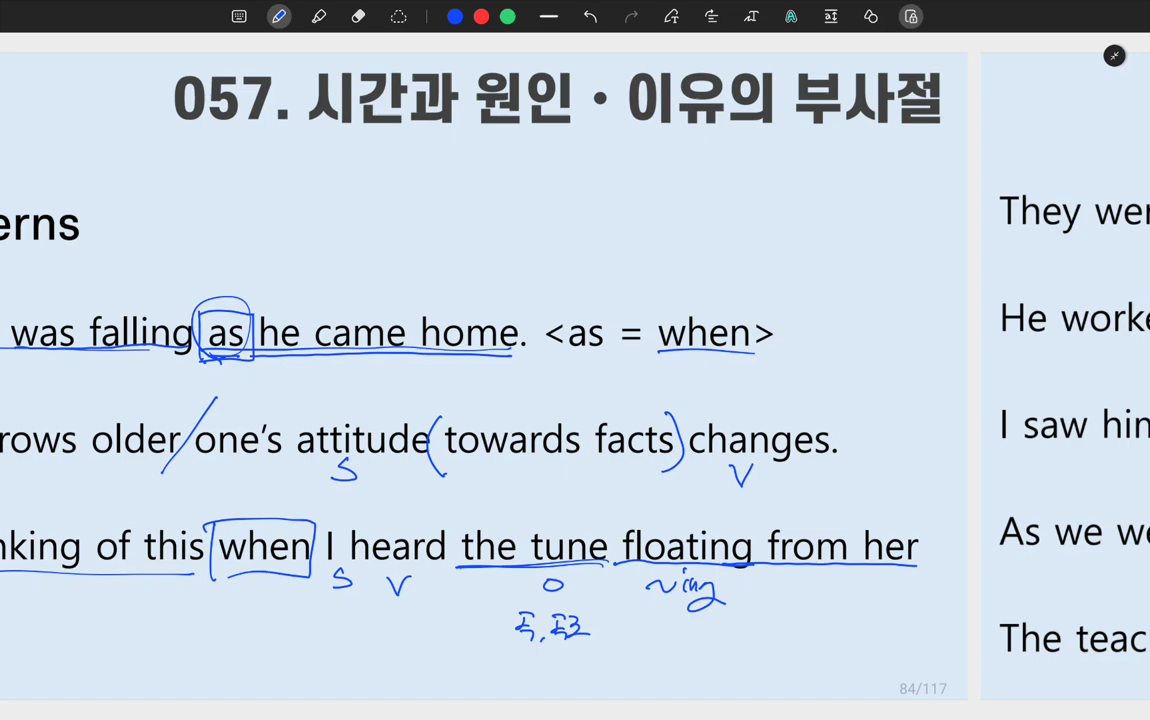 057. 시간과 원인・이유의 부사절
erns
They wer
was falling as he came home. <as = when>
He worke
rows older one's attitude (towards facts) changes.
S V
I saw him
nking of this when I heard the tune floating from her
As we we
S V O ~ing
The teac
84/117